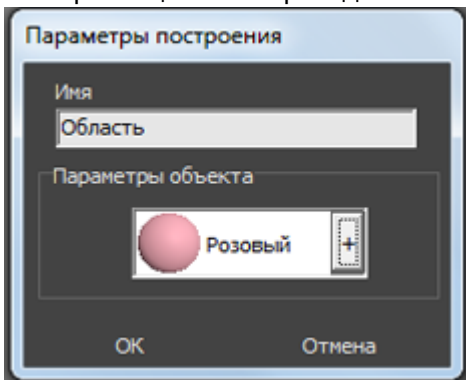 Параметры построения
Имя
Область
Параметры объекта
Розовый +
OK Отмена